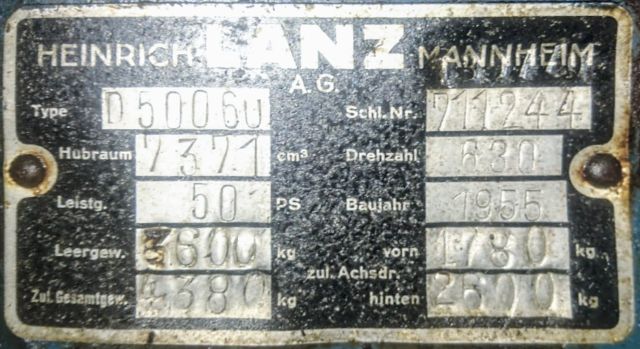 HEINRICH LANZ MANNHEIM
A.G.
Type D5006U Schl. Nr. 711244
Hubraum 7371 cm³ Drehzahl 630
Leistg. 50 PS Baujahr 1955
Leergew. 3600 kg vorn 1780 kg
zul. Achsdr.
Zul. Gesamtgew. 4380 kg hinten 2600 kg